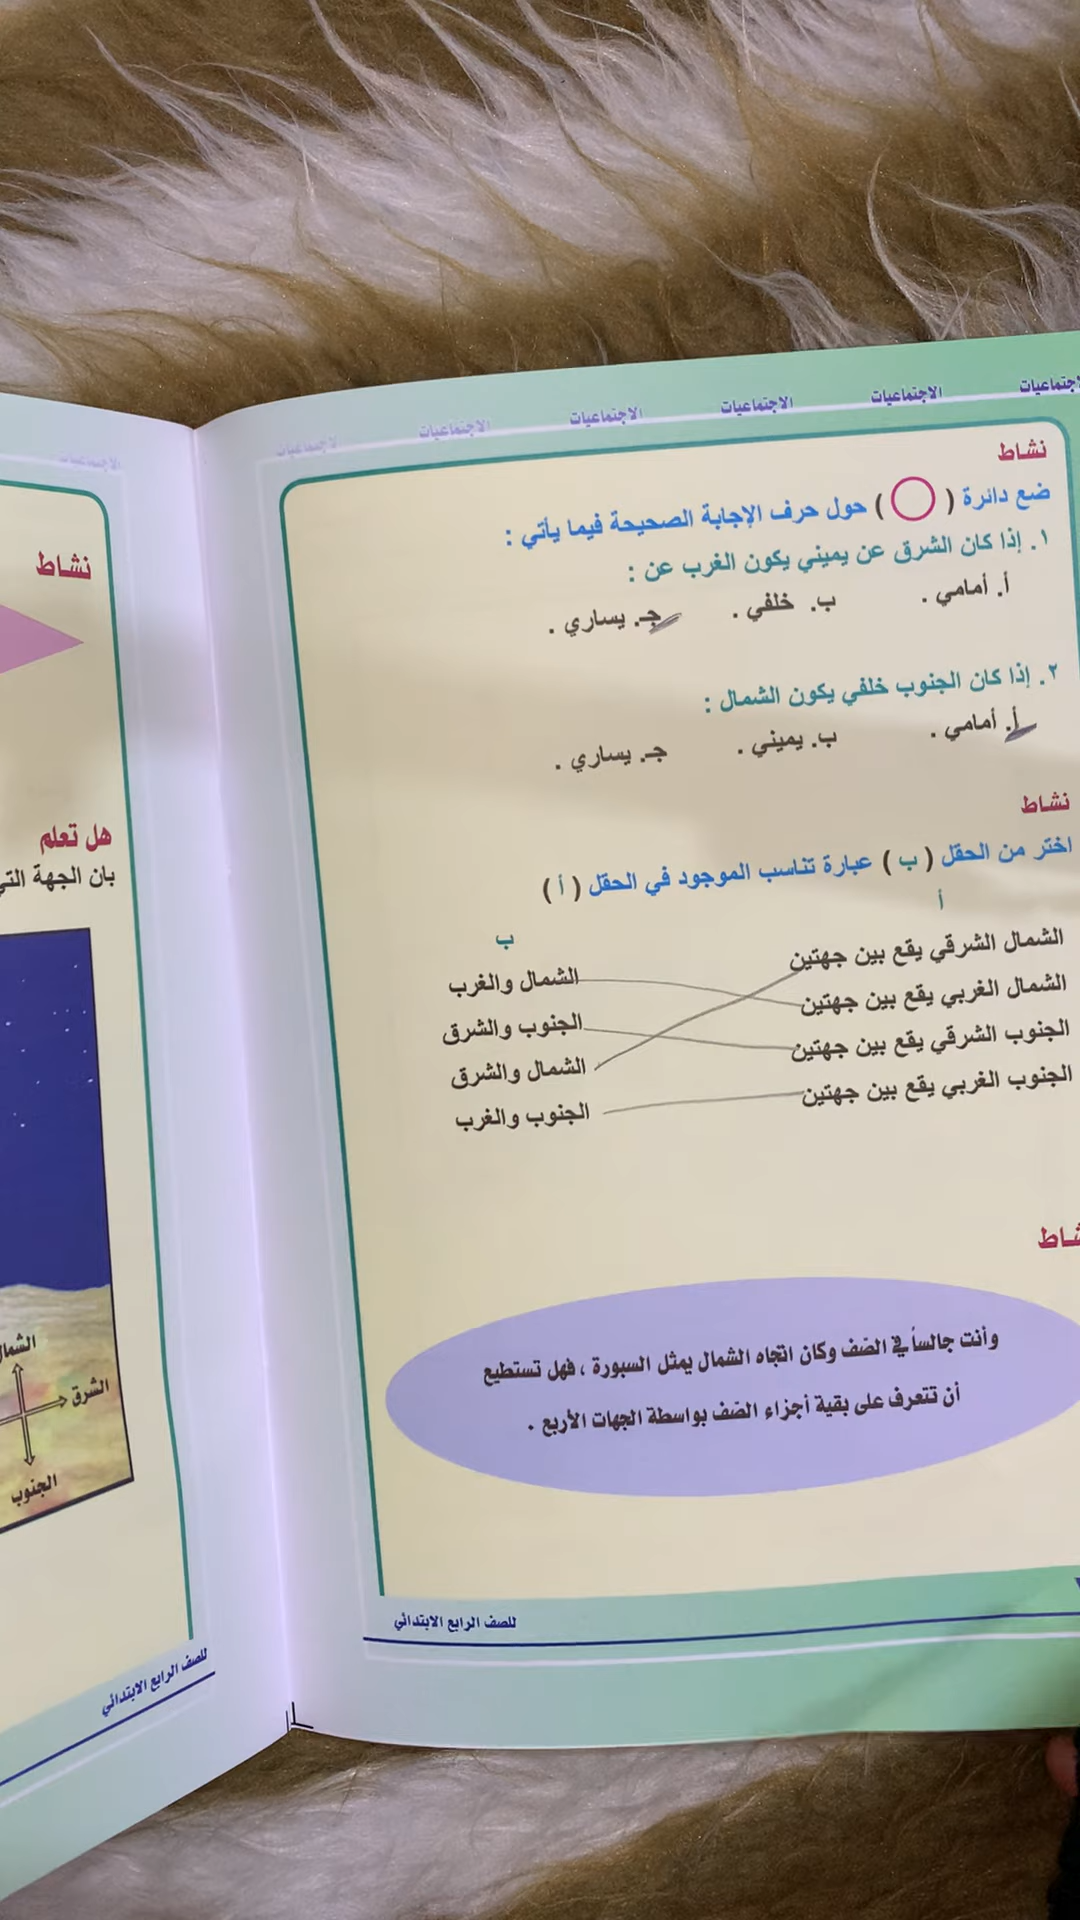 الاجتماعيات الاجتماعيات الاجتماعيات الاجتماعيات الاجتماعيات
نشاط
ضع دائرة ( ) حول حرف الإجابة الصحيحة فيما يأتي :
١. إذا كان الشرق عن يميني يكون الغرب عن :
أ. أمامي . ب. خلفي . جـ. يساري .
٢. إذا كان الجنوب خلفي يكون الشمال :
أ. أمامي . ب. يميني . جـ. يساري .
نشاط
اختر من الحقل ( ب ) عبارة تناسب الموجود في الحقل ( أ )
أ ب
الشمال الشرقي يقع بين جهتين الشمال والغرب
الشمال الغربي يقع بين جهتين الجنوب والشرق
الجنوب الشرقي يقع بين جهتين الشمال والشرق
الجنوب الغربي يقع بين جهتين الجنوب والغرب
وأنت جالساً في الصّف وكان اتجاه الشمال يمثل السبورة ، فهل تستطيع
أن تتعرف على بقية أجزاء الصّف بواسطة الجهات الأربع .
للصف الرابع الابتدائي
نشاط
هل تعلم
بان الجهة
الشرق
الجنوب
للصف الرابع الابتدائي